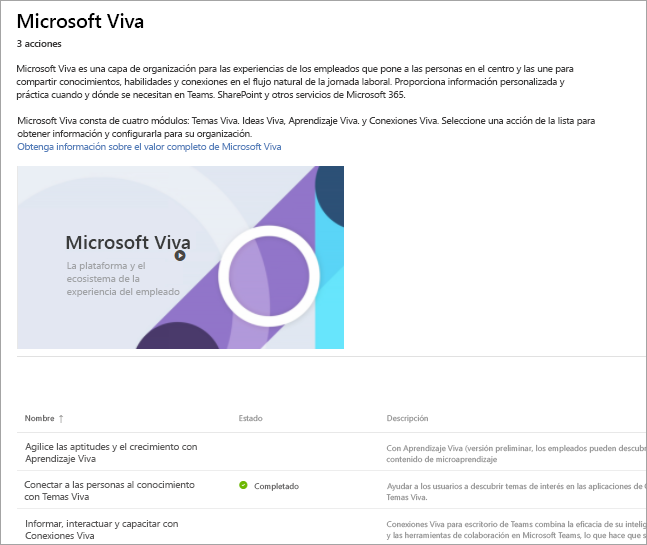 Microsoft Viva
3 acciones
Microsoft Viva es una capa de organización para las experiencias de los empleados que pone a las personas en el centro y las une para
compartir conocimientos, habilidades y conexiones en el flujo natural de la jornada laboral. Proporciona información personalizada y
práctica cuando y dónde se necesitan en Teams. SharePoint y otros servicios de Microsoft 365.
Microsoft Viva consta de cuatro módulos: Temas Viva. Ideas Viva, Aprendizaje Viva. y Conexiones Viva. Seleccione una acción de la lista para
obtener información y configurarla para su organización.
Obtenga información sobre el valor completo de Microsoft Viva
Microsoft Viva
La plataforma y el
ecosistema de la
experiencia del empleado
Nombre ↑ Estado Descripción
Agilice las aptitudes y el crecimiento con
Aprendizaje Viva
Con Aprendizaje Viva (versión preliminar, los empleados pueden descubr
contenido de microaprendizaje
Conectar a las personas al conocimiento
con Temas Viva
Completado
Ayudar a los usuarios a descubrir temas de interés en las aplicaciones de
Temas Viva.
Informar, interactuar y capacitar con
Conexiones Viva
Conexiones Viva para escritorio de Teams combina la eficacia de su intelig
y las herramientas de colaboración en Microsoft Teams, lo que hace que s